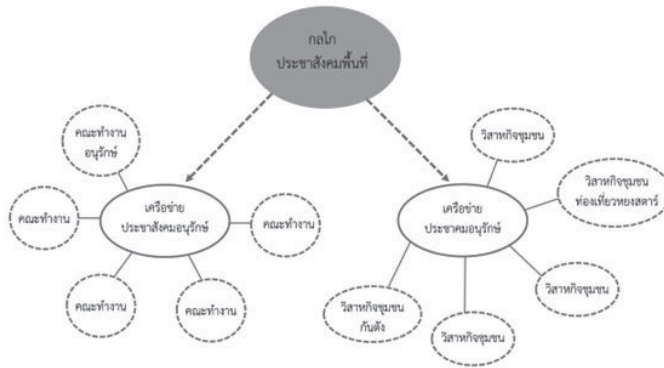 กลไก
ประชาสังคมพื้นที่
คณะทำงาน
อนุรักษ์
คณะทำงาน
เครือข่าย
ประชาสังคมอนุรักษ์
คณะทำงาน
คณะทำงาน
คณะทำงาน
วิสาหกิจชุมชน
วิสาหกิจชุมชน
ท่องเที่ยวหยงสตาร์
เครือข่าย
ประชาคมอนุรักษ์
วิสาหกิจชุมชน
วิสาหกิจชุมชน
กันตัง
วิสาหกิจชุมชน